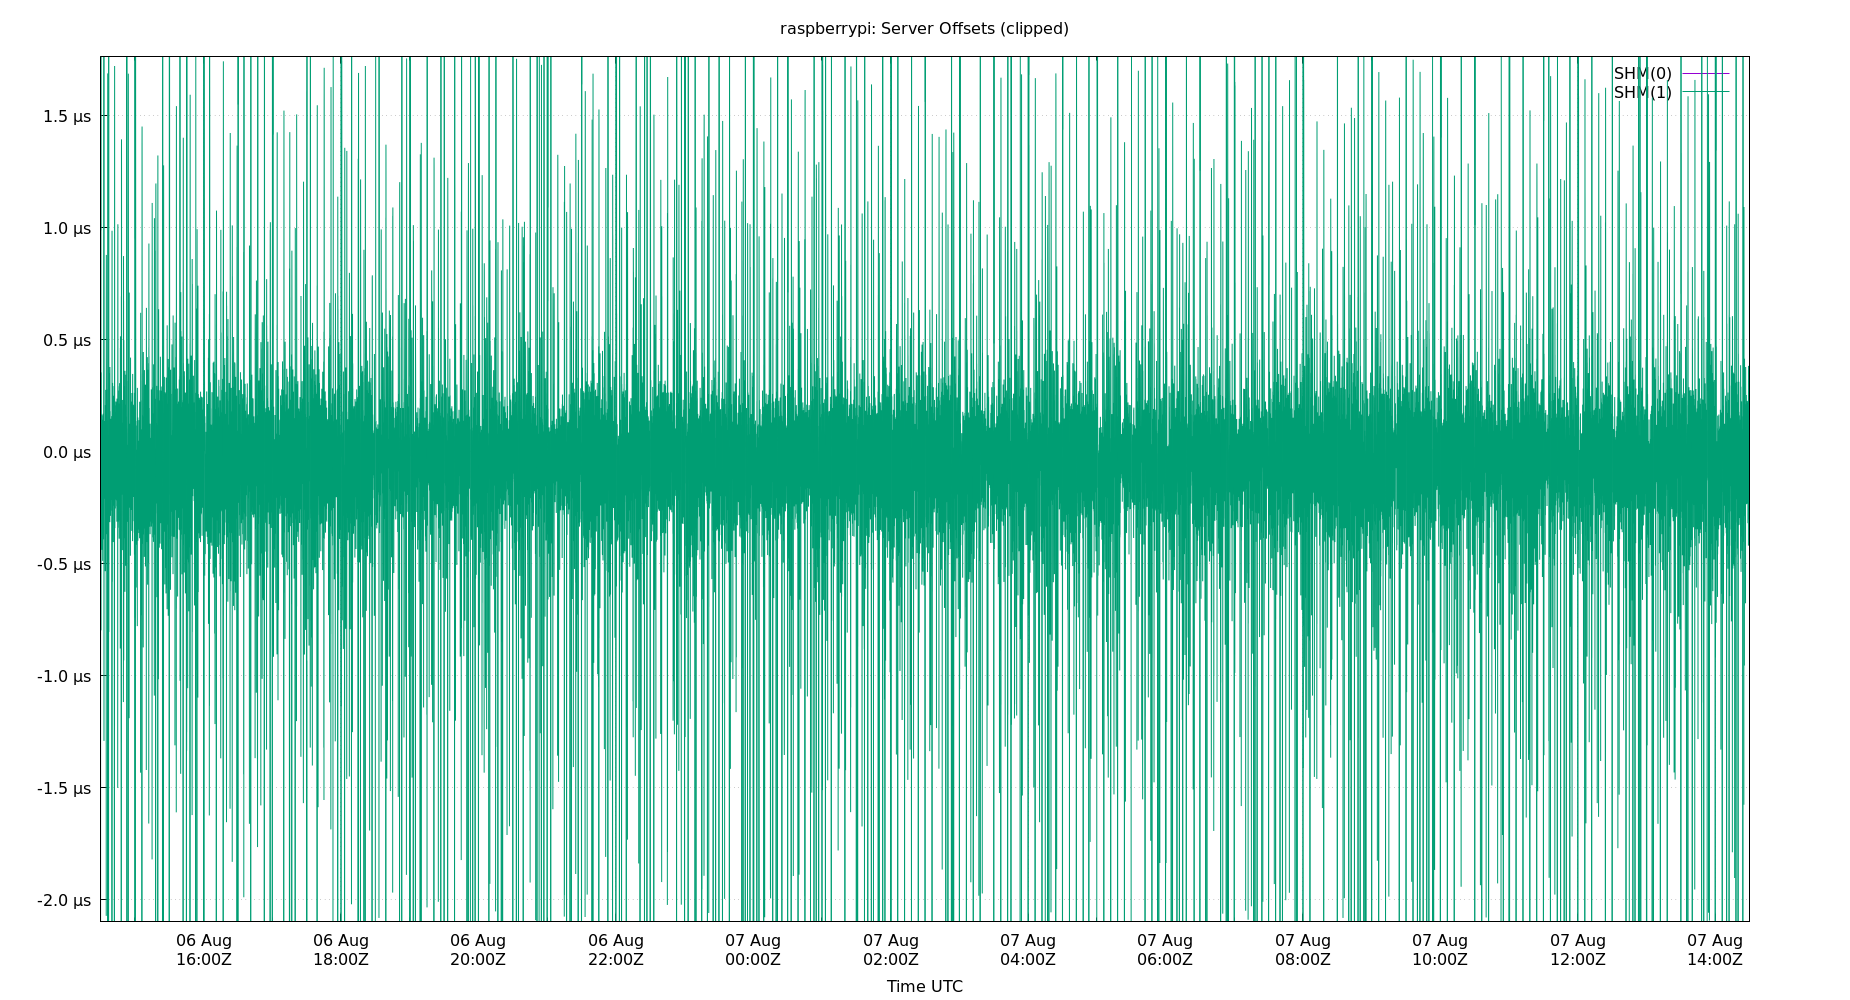 raspberrypi: Server Offsets (clipped)
SHM(0)
SHM(1)
1.5 µs
1.0 µs
0.5 µs
0.0 µs
-0.5 µs
-1.0 µs
-1.5 µs
-2.0 µs
06 Aug 06 Aug 06 Aug 06 Aug 07 Aug 07 Aug 07 Aug 07 Aug 07 Aug 07 Aug 07 Aug 07 Aug
16:00Z 18:00Z 20:00Z 22:00Z 00:00Z 02:00Z 04:00Z 06:00Z 08:00Z 10:00Z 12:00Z 14:00Z
Time UTC